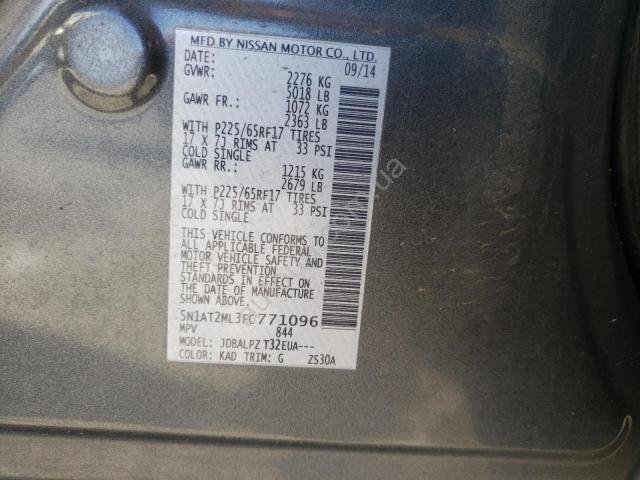 MFD BY NISSAN MOTOR CO., LTD.
DATE: 09/14
GVWR: 2276 KG
5018 LB
GAWR FR.: 1072 KG
2363 LB
WITH P225/65RF17 TIRES
17 X 7J RIMS AT 33 PSI
COLD SINGLE
GAWR RR.: 1215 KG
2679 LB
WITH P225/65RF17 TIRES
17 X 7J RIMS AT 33 PSI
COLD SINGLE
THIS VEHICLE CONFORMS TO
ALL APPLICABLE FEDERAL
MOTOR VEHICLE SAFETY AND
THEFT PREVENTION
STANDARDS IN EFFECT ON
THE DATE OF MANUFACTURE
SHOWN ABOVE.
5N1AT2ML3FC771096
MPV 844
MODEL: JDBALPZ T32EUA---
COLOR: KAD TRIM: G ZS30A